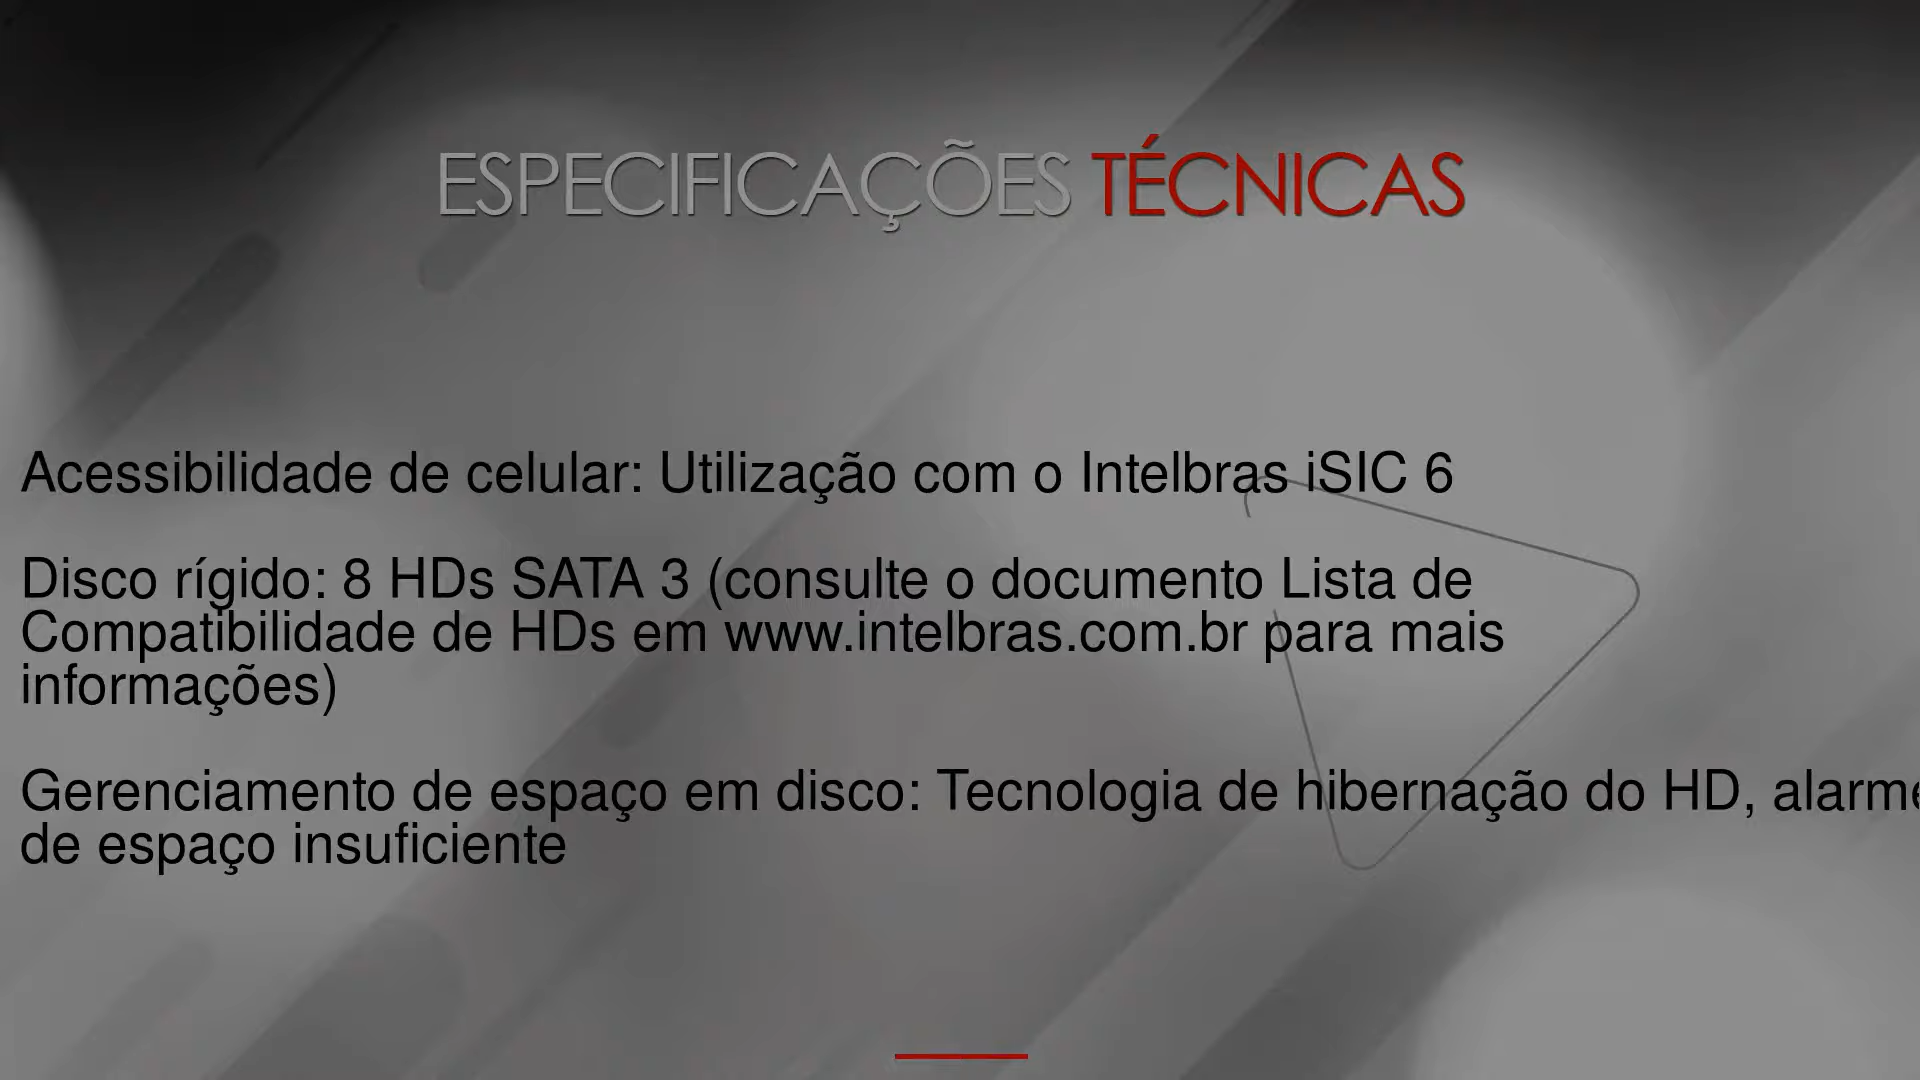 ESPECIFICAÇÕES TÉCNICAS
Acessibilidade de celular: Utilização com o Intelbras iSIC 6
Disco rígido: 8 HDs SATA 3 (consulte o documento Lista de
Compatibilidade de HDs em www.intelbras.com.br para mais
informações)
Gerenciamento de espaço em disco: Tecnologia de hibernação do HD, alarme
de espaço insuficiente